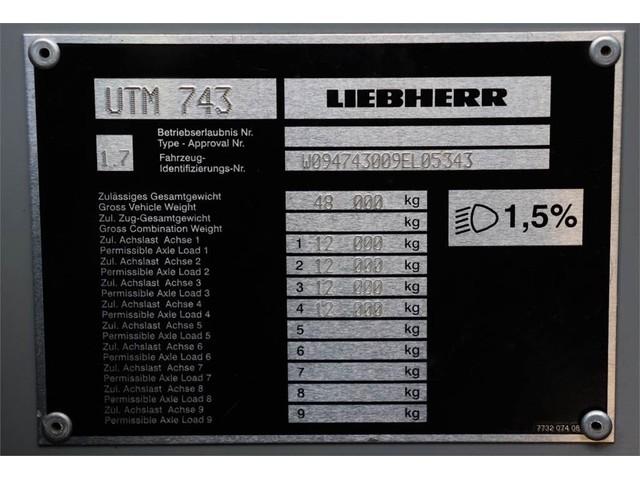 UTM 743
LIEBHERR
1.7
Betriebserlaubnis Nr.
Type - Approval Nr.
Fahrzeug-
Identifizierungs-Nr.
W094743009EL05343
Zulässiges Gesamtgewicht
Gross Vehicle Weight
48 000 kg
Zul. Zug-Gesamtgewicht
Gross Combination Weight
kg
Zul. Achslast Achse 1
Permissible Axle Load 1
1 12 000 kg
Zul. Achslast Achse 2
Permissible Axle Load 2
2 12 000 kg
Zul. Achslast Achse 3
Permissible Axle Load 3
3 12 000 kg
Zul. Achslast Achse 4
Permissible Axle Load 4
4 12 000 kg
Zul. Achslast Achse 5
Permissible Axle Load 5
5 kg
Zul. Achslast Achse 6
Permissible Axle Load 6
6 kg
Zul. Achslast Achse 7
Permissible Axle Load 7
7 kg
Zul. Achslast Achse 8
Permissible Axle Load 8
8 kg
Zul. Achslast Achse 9
Permissible Axle Load 9
9 kg
1,5%
7732 074 08